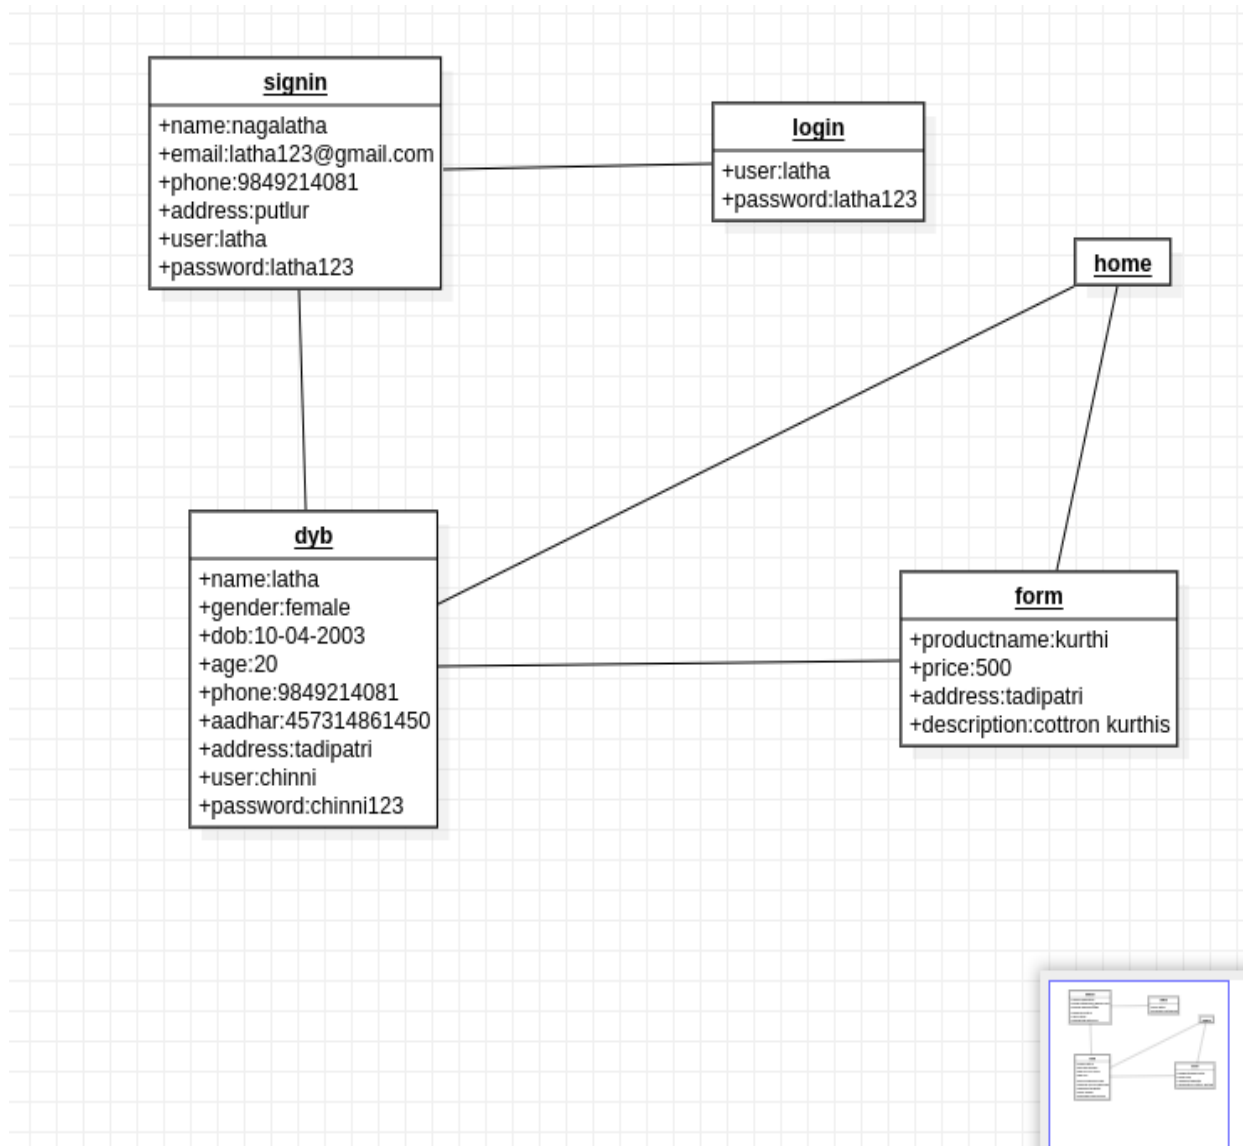 signin
+name:nagalatha
+email:latha123@gmail.com
+phone:9849214081
+address:putlur
+user:latha
+password:latha123
login
+user:latha
+password:latha123
home
dyb
+name:latha
+gender:female
+dob:10-04-2003
+age:20
+phone:9849214081
+aadhar:457314861450
+address:tadipatri
+user:chinni
+password:chinni123
form
+productname:kurthi
+price:500
+address:tadipatri
+description:cottron kurthis